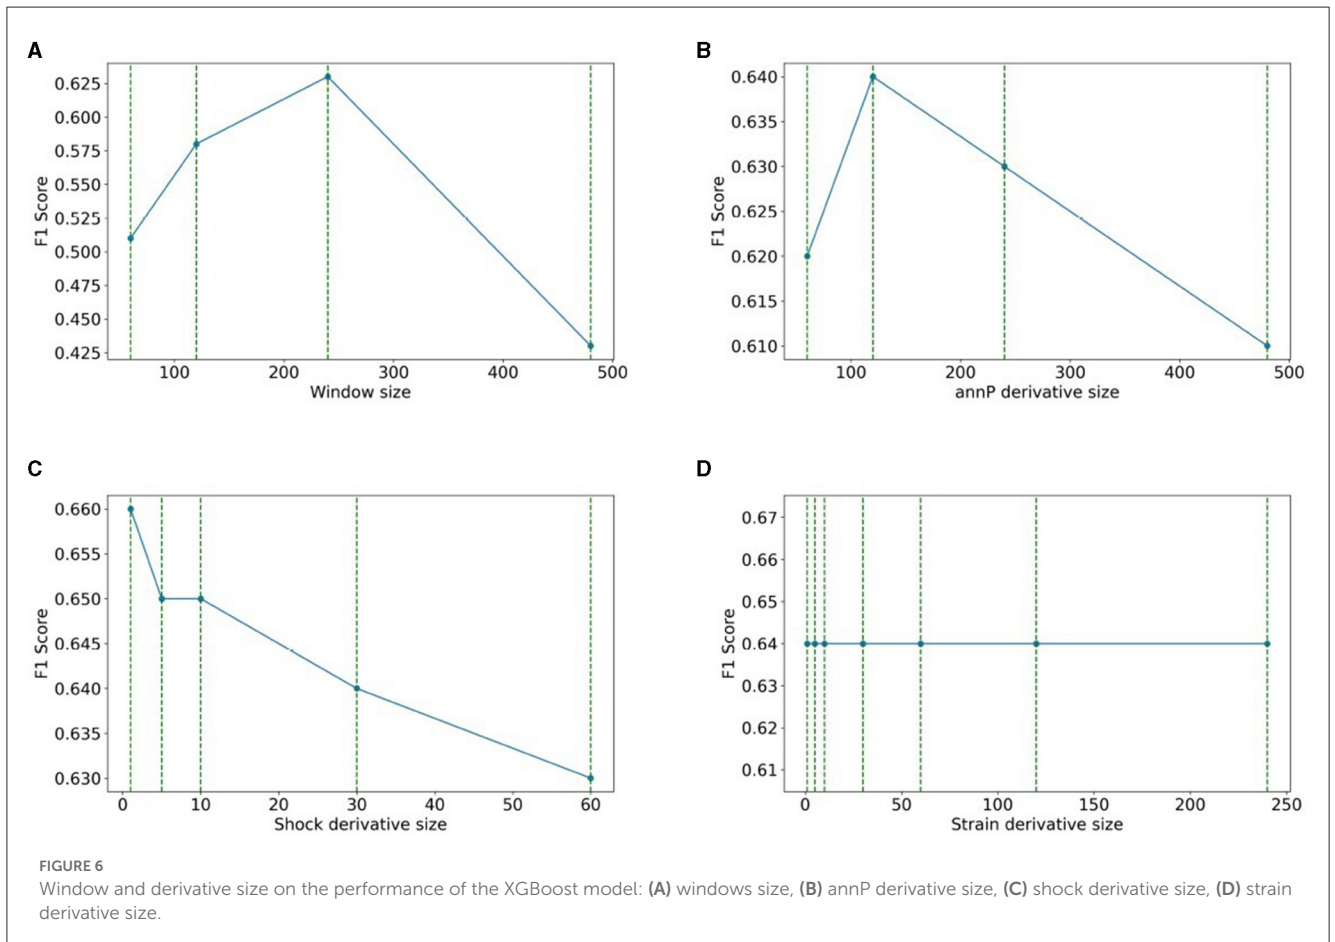 A
0.625
0.600
0.575
0.550
0.525
0.500
0.475
0.450
0.425
F1 Score
100 200 300 400 500
Window size
B
0.640
0.635
0.630
0.625
0.620
0.615
0.610
F1 Score
100 200 300 400 500
annP derivative size
C
0.660
0.655
0.650
0.645
0.640
0.635
0.630
F1 Score
0 10 20 30 40 50 60
Shock derivative size
D
0.67
0.66
0.65
0.64
0.63
0.62
0.61
F1 Score
0 50 100 150 200 250
Strain derivative size
FIGURE 6
Window and derivative size on the performance of the XGBoost model: (A) windows size, (B) annP derivative size, (C) shock derivative size, (D) strain
derivative size.